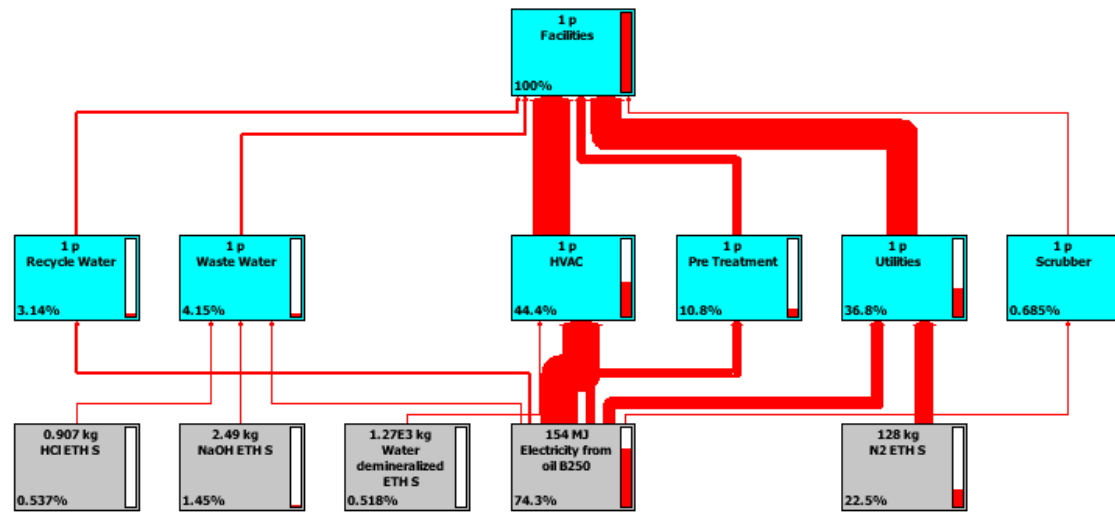 1 p
Facilities
100%
1 p
Recycle Water
3.14%
1 p
Waste Water
4.15%
1 p
HVAC
44.4%
1 p
Pre Treatment
10.8%
1 p
Utilities
36.8%
1 p
Scrubber
0.685%
0.907 kg
HCl ETH S
0.537%
2.49 kg
NaOH ETH S
1.45%
1.27E3 kg
Water
demineralized
ETH S
0.518%
154 MJ
Electricity from
oil B250
74.3%
128 kg
N2 ETH S
22.5%